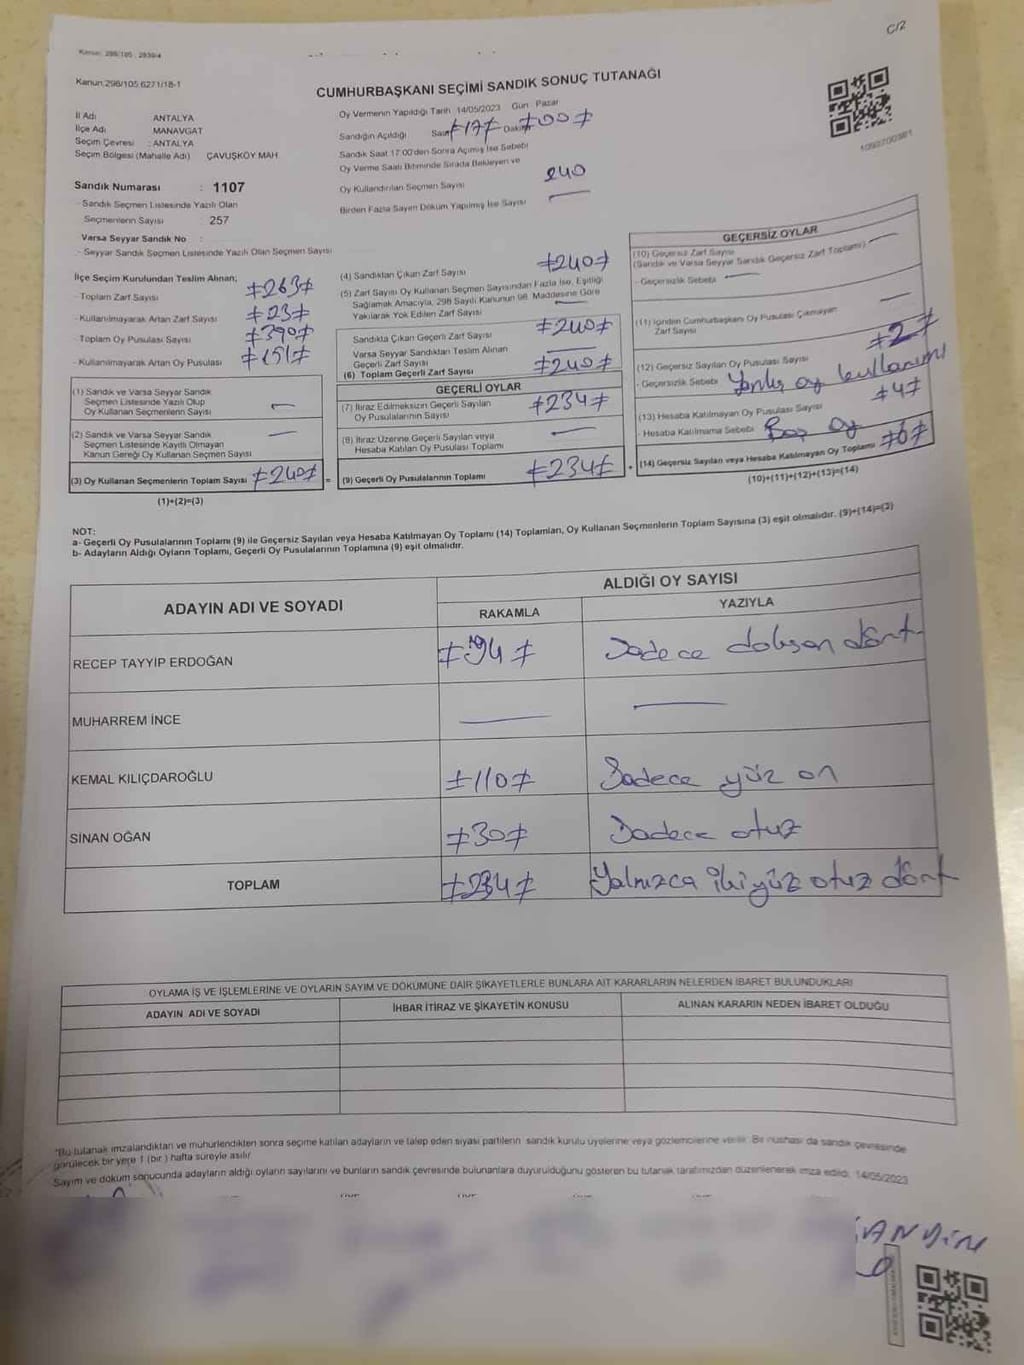 C/2
Kanun: 298/105 ; 2839/4
Kanun:298/105:6271/18-1
CUMHURBAŞKANI SEÇİMİ SANDIK SONUÇ TUTANAĞI
İl Adı : ANTALYA
İlçe Adı : MANAVGAT
Seçim Çevresi : ANTALYA
Seçim Bölgesi (Mahalle Adı) ÇAVUŞKÖY MAH
Sandık Numarası : 1107
- Sandık Seçmen Listesinde Yazılı Olan
Seçmenlerin Sayısı : 257
Varsa Seyyar Sandık No :
- Seyyar Sandık Seçmen Listesinde Yazılı Olan Seçmen Sayısı
Oy Vermenin Yapıldığı Tarih 14/05/2023 Gün Pazar
Sandığın Açıldığı Saat ≠17≠ Dakika ≠00≠
Sandık Saat 17:00'den Sonra Açılmış İse Sebebi
Oy Verme Saati Bitiminde Sırada Bekleyen ve
Oy Kullandırılan Seçmen Sayısı 240
Birden Fazla Sayım Döküm Yapılmış İse Sayısı —
İlçe Seçim Kurulundan Teslim Alınan;
- Toplam Zarf Sayısı ≠263≠
- Kullanılmayarak Artan Zarf Sayısı ≠23≠
- Toplam Oy Pusulası Sayısı ≠390≠
- Kullanılmayarak Artan Oy Pusulası ≠151≠
(1) Sandık ve Varsa Seyyar Sandık
Seçmen Listesinde Yazılı Olup
Oy Kullanan Seçmenlerin Sayısı —
(2) Sandık ve Varsa Seyyar Sandık
Seçmen Listesinde Kayıtlı Olmayan
Kanun Gereği Oy Kullanan Seçmen Sayısı —
(3) Oy Kullanan Seçmenlerin Toplam Sayısı ≠240≠ =
(1)+(2)=(3)
(4) Sandıktan Çıkan Zarf Sayısı ≠240≠
(5) Zarf Sayısı Oy Kullanan Seçmen Sayısından Fazla İse, Eşitliği
Sağlamak Amacıyla, 298 Sayılı Kanunun 98. Maddesine Göre
Yakılarak Yok Edilen Zarf Sayısı —
Sandıkta Çıkan Geçerli Zarf Sayısı ≠240≠
Varsa Seyyar Sandıktan Teslim Alınan
Geçerli Zarf Sayısı —
(6) Toplam Geçerli Zarf Sayısı ≠240≠
GEÇERLİ OYLAR
(7) İtiraz Edilmeksizin Geçerli Sayılan
Oy Pusulalarının Sayısı ≠234≠
(8) İtiraz Üzerine Geçerli Sayılan veya
Hesaba Katılan Oy Pusulası Toplamı —
(9) Geçerli Oy Pusulalarının Toplamı ≠234≠ +
GEÇERSİZ OYLAR
(10) Geçersiz Zarf Sayısı
(Sandık ve Varsa Seyyar Sandık Geçersiz Zarf Toplamı) —
- Geçersizlik Sebebi —
(11) İçinden Cumhurbaşkanı Oy Pusulası Çıkmayan
Zarf Sayısı —
(12) Geçersiz Sayılan Oy Pusulası Sayısı ≠2≠
- Geçersizlik Sebebi Yanlış oy kullanımı
(13) Hesaba Katılmayan Oy Pusulası Sayısı ≠4≠
- Hesaba Katılmama Sebebi Boş Oy
(14) Geçersiz Sayılan veya Hesaba Katılmayan Oy Toplamı ≠6≠
(10)+(11)+(12)+(13)=(14)
NOT:
a- Geçerli Oy Pusulalarının Toplamı (9) ile Geçersiz Sayılan veya Hesaba Katılmayan Oy Toplamı (14) Toplamları, Oy Kullanan Seçmenlerin Toplam Sayısına (3) eşit olmalıdır. (9)+(14)=(3)
b- Adayların Aldığı Oyların Toplamı, Geçerli Oy Pusulalarının Toplamına (9) eşit olmalıdır.
ADAYIN ADI VE SOYADI
ALDIĞI OY SAYISI
RAKAMLA YAZIYLA
RECEP TAYYİP ERDOĞAN ≠94≠ Sadece doksan dört
MUHARREM İNCE — —
KEMAL KILIÇDAROĞLU ≠110≠ Sadece yüz on
SİNAN OĞAN ≠30≠ Sadece otuz
TOPLAM ≠234≠ Yalnızca iki yüz otuz dört
OYLAMA İŞ VE İŞLEMLERİNE VE OYLARIN SAYIM VE DÖKÜMÜNE DAİR ŞİKAYETLERLE BUNLARA AİT KARARLARIN NELERDEN İBARET BULUNDUKLARI
ADAYIN ADI VE SOYADI İHBAR İTİRAZ VE ŞİKAYETİN KONUSU ALINAN KARARIN NEDEN İBARET OLDUĞU
*Bu tutanak imzalandıktan ve mühürlendikten sonra seçime katılan adayların ve talep eden siyasi partilerin sandık kurulu üyelerine veya gözlemcilerine verilir. Bir nüshası da sandık çevresinde
görülecek bir yere 1 (bir) hafta süreyle asılır.
Sayım ve döküm sonucunda adayların aldığı oyların sayılarını ve bunların sandık çevresinde bulunanlara duyurulduğunu gösteren bu tutanak tarafımızdan düzenlenerek imza edildi. 14/05/2023